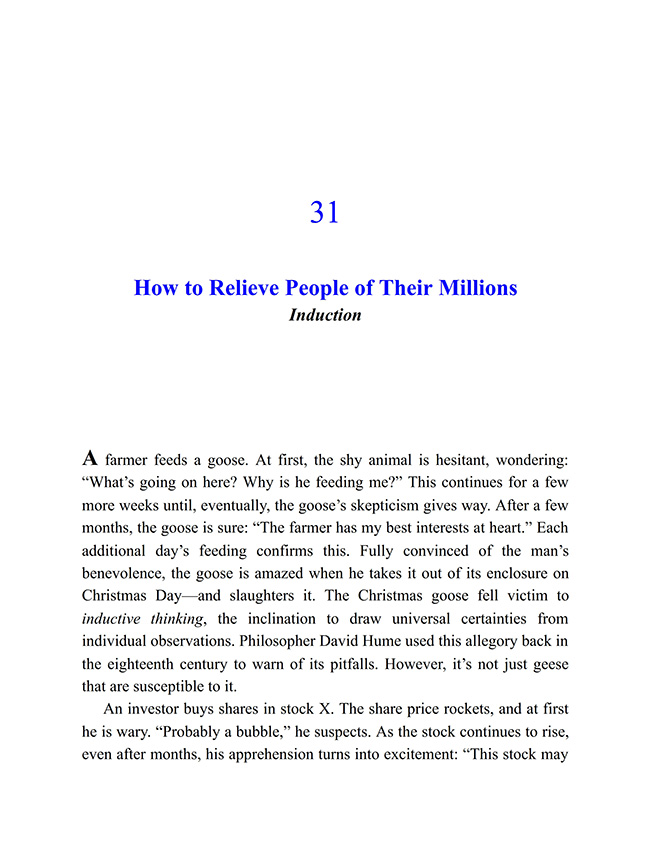 31
How to Relieve People of Their Millions
Induction
A farmer feeds a goose. At first, the shy animal is hesitant, wondering:
“What’s going on here? Why is he feeding me?” This continues for a few
more weeks until, eventually, the goose’s skepticism gives way. After a few
months, the goose is sure: “The farmer has my best interests at heart.” Each
additional day’s feeding confirms this. Fully convinced of the man’s
benevolence, the goose is amazed when he takes it out of its enclosure on
Christmas Day—and slaughters it. The Christmas goose fell victim to
inductive thinking, the inclination to draw universal certainties from
individual observations. Philosopher David Hume used this allegory back in
the eighteenth century to warn of its pitfalls. However, it’s not just geese
that are susceptible to it.
An investor buys shares in stock X. The share price rockets, and at first
he is wary. “Probably a bubble,” he suspects. As the stock continues to rise,
even after months, his apprehension turns into excitement: “This stock may